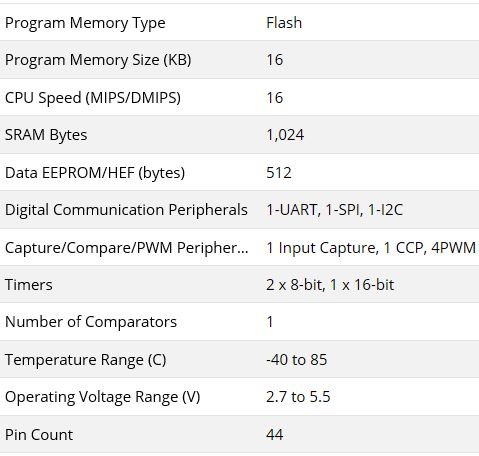 Program Memory Type Flash
Program Memory Size (KB) 16
CPU Speed (MIPS/DMIPS) 16
SRAM Bytes 1,024
Data EEPROM/HEF (bytes) 512
Digital Communication Peripherals 1-UART, 1-SPI, 1-I2C
Capture/Compare/PWM Peripher... 1 Input Capture, 1 CCP, 4PWM
Timers 2 x 8-bit, 1 x 16-bit
Number of Comparators 1
Temperature Range (C) -40 to 85
Operating Voltage Range (V) 2.7 to 5.5
Pin Count 44